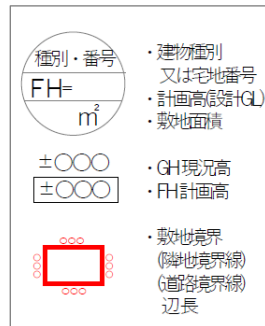 種別・番号
FH=
㎡
・建物種別
又は宅地番号
・計画高(設計GL)
・敷地面積
±○○○
±○○○
・GH現況高
・FH計画高
○○○
○○○
○○○
○○○
・敷地境界
(隣地境界線)
(道路境界線)
辺長